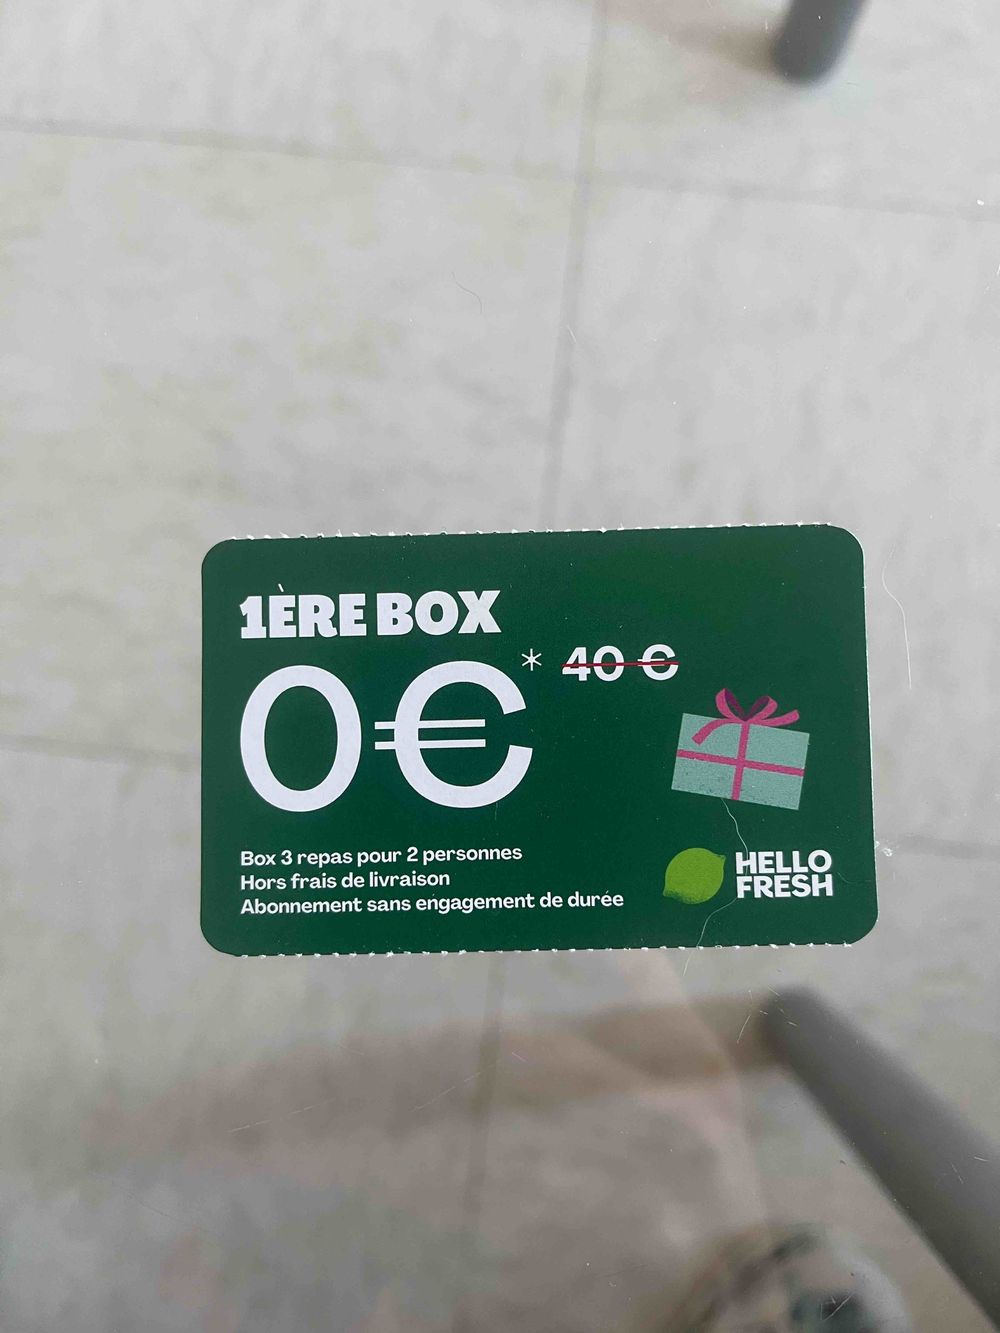 1ÈRE BOX
0€* 40 €
Box 3 repas pour 2 personnes
Hors frais de livraison
Abonnement sans engagement de durée
HELLO
FRESH